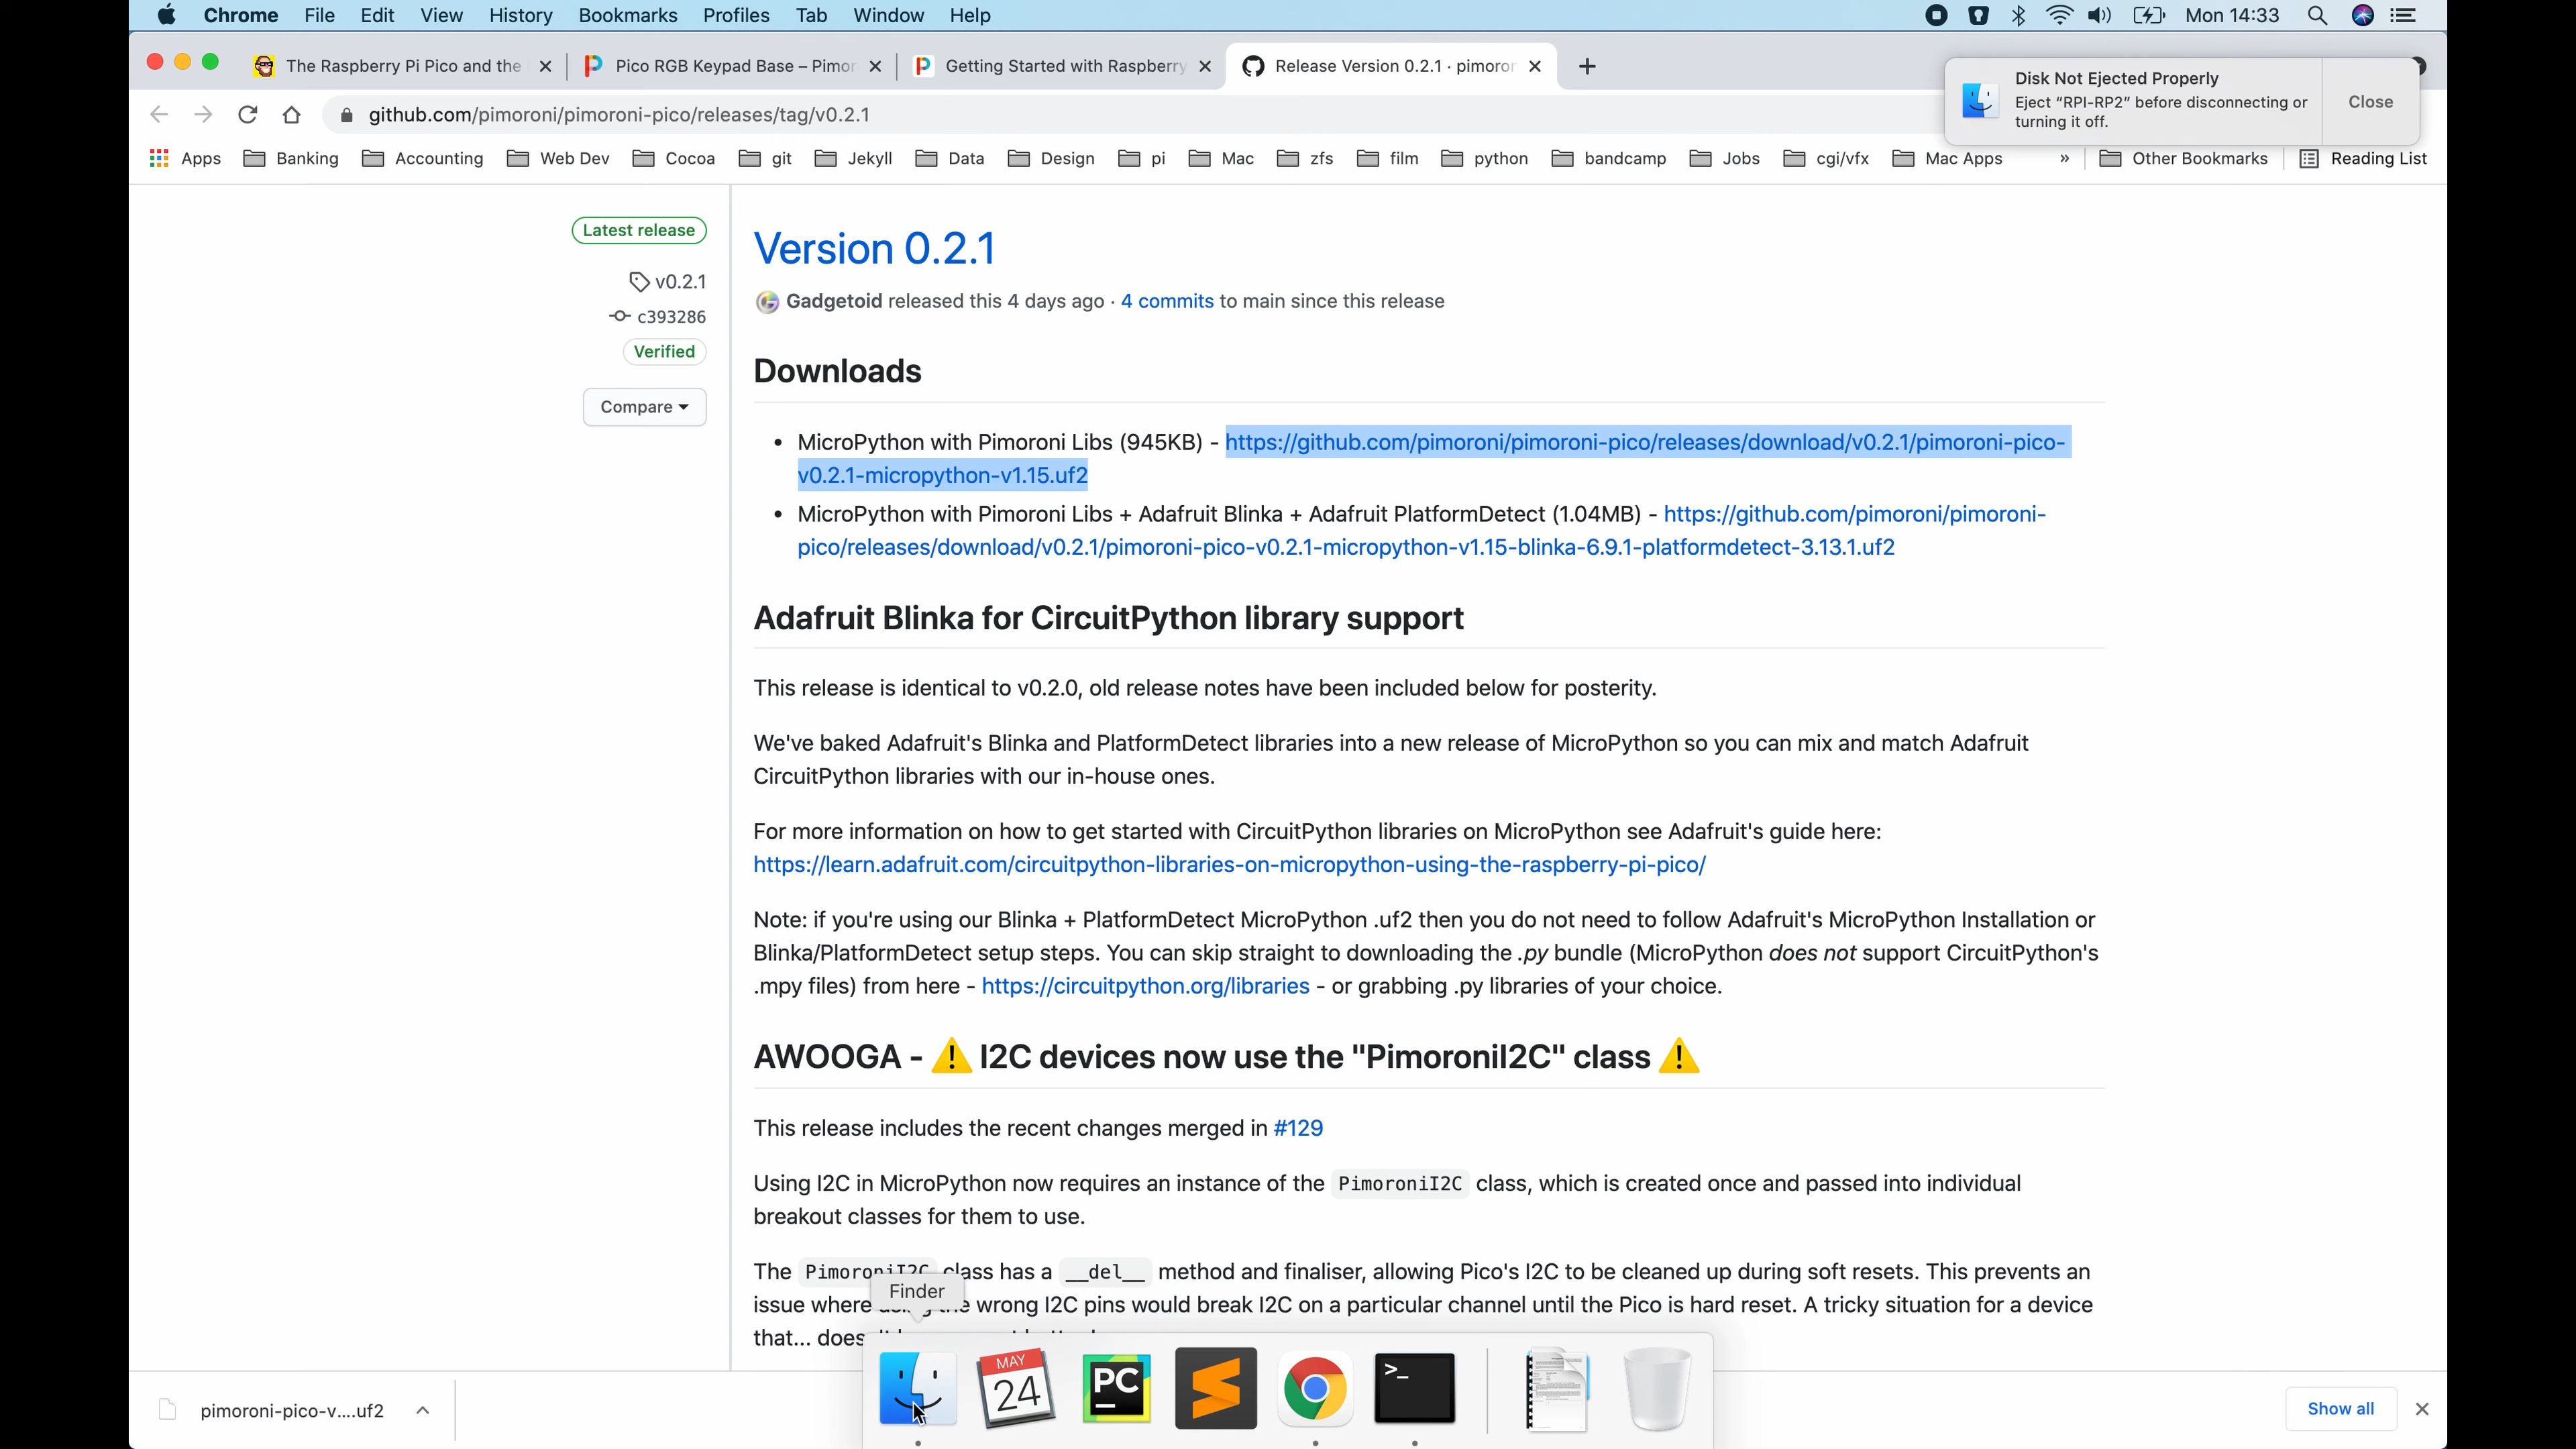 Chrome File Edit View History Bookmarks Profiles Tab Window Help Mon 14:33
The Raspberry Pi Pico and the
Pico RGB Keypad Base – Pimor
Getting Started with Raspberry
Release Version 0.2.1 · pimoror
Disk Not Ejected Properly
Eject “RPI-RP2” before disconnecting or
turning it off.
Close
github.com/pimoroni/pimoroni-pico/releases/tag/v0.2.1
Apps Banking Accounting Web Dev Cocoa git Jekyll Data Design pi Mac zfs film python bandcamp Jobs cgi/vfx Mac Apps » Other Bookmarks Reading List
Latest release
v0.2.1
c393286
Verified
Compare
Version 0.2.1
Gadgetoid released this 4 days ago · 4 commits to main since this release
Downloads
• MicroPython with Pimoroni Libs (945KB) - https://github.com/pimoroni/pimoroni-pico/releases/download/v0.2.1/pimoroni-pico-
v0.2.1-micropython-v1.15.uf2
• MicroPython with Pimoroni Libs + Adafruit Blinka + Adafruit PlatformDetect (1.04MB) - https://github.com/pimoroni/pimoroni-
pico/releases/download/v0.2.1/pimoroni-pico-v0.2.1-micropython-v1.15-blinka-6.9.1-platformdetect-3.13.1.uf2
Adafruit Blinka for CircuitPython library support
This release is identical to v0.2.0, old release notes have been included below for posterity.
We've baked Adafruit's Blinka and PlatformDetect libraries into a new release of MicroPython so you can mix and match Adafruit
CircuitPython libraries with our in-house ones.
For more information on how to get started with CircuitPython libraries on MicroPython see Adafruit's guide here:
https://learn.adafruit.com/circuitpython-libraries-on-micropython-using-the-raspberry-pi-pico/
Note: if you're using our Blinka + PlatformDetect MicroPython .uf2 then you do not need to follow Adafruit's MicroPython Installation or
Blinka/PlatformDetect setup steps. You can skip straight to downloading the .py bundle (MicroPython does not support CircuitPython's
.mpy files) from here - https://circuitpython.org/libraries - or grabbing .py libraries of your choice.
AWOOGA - ⚠️ I2C devices now use the "PimoroniI2C" class ⚠️
This release includes the recent changes merged in #129
Using I2C in MicroPython now requires an instance of the PimoroniI2C class, which is created once and passed into individual
breakout classes for them to use.
The PimoroniI2C class has a __del__ method and finaliser, allowing Pico's I2C to be cleaned up during soft resets. This prevents an
Finder
issue where wrong I2C pins would break I2C on a particular channel until the Pico is hard reset. A tricky situation for a device
that... does
MAY
24
PC
>_
pimoroni-pico-v....uf2
Show all